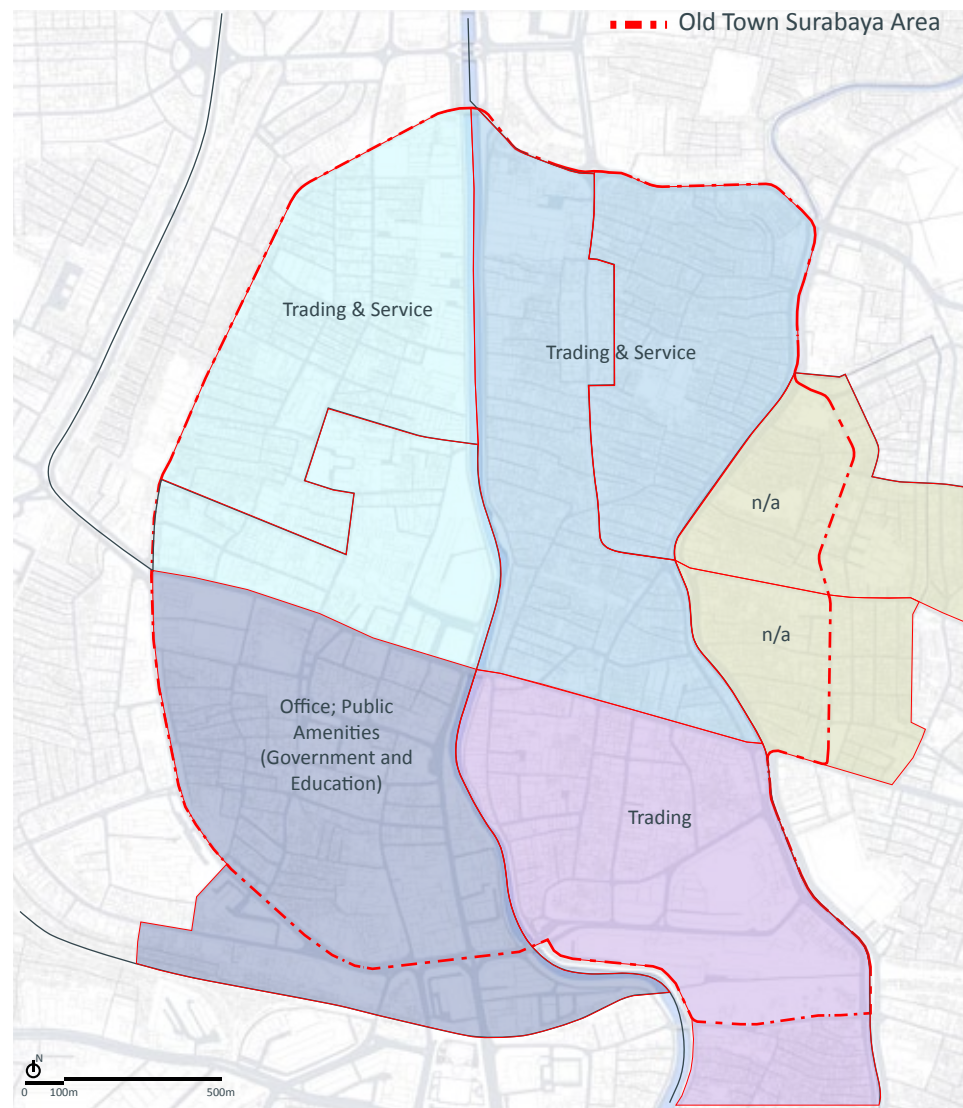 Old Town Surabaya Area
Trading & Service
Trading & Service
n/a
n/a
Office; Public
Amenities
(Government and
Education)
Trading
N
0 100m 500m